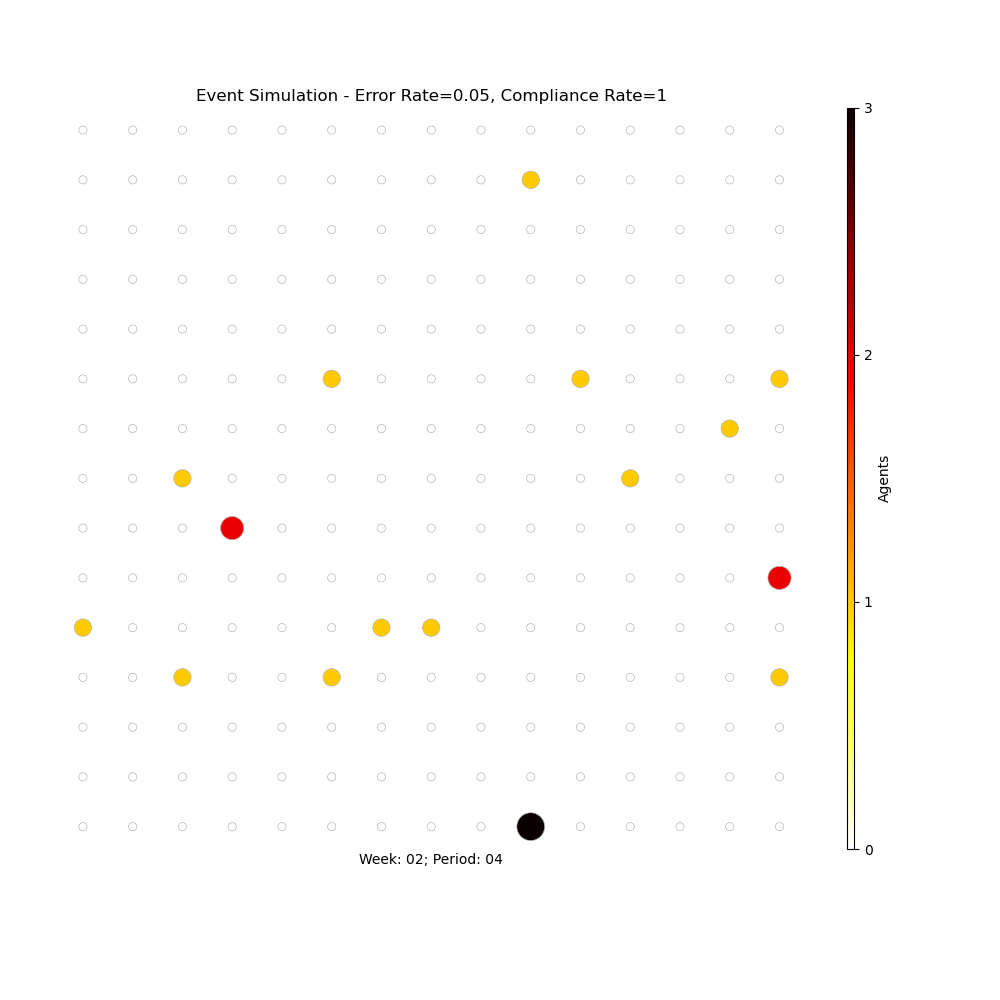 Event Simulation - Error Rate=0.05, Compliance Rate=1
3
2
Agents
1
0
Week: 02; Period: 04